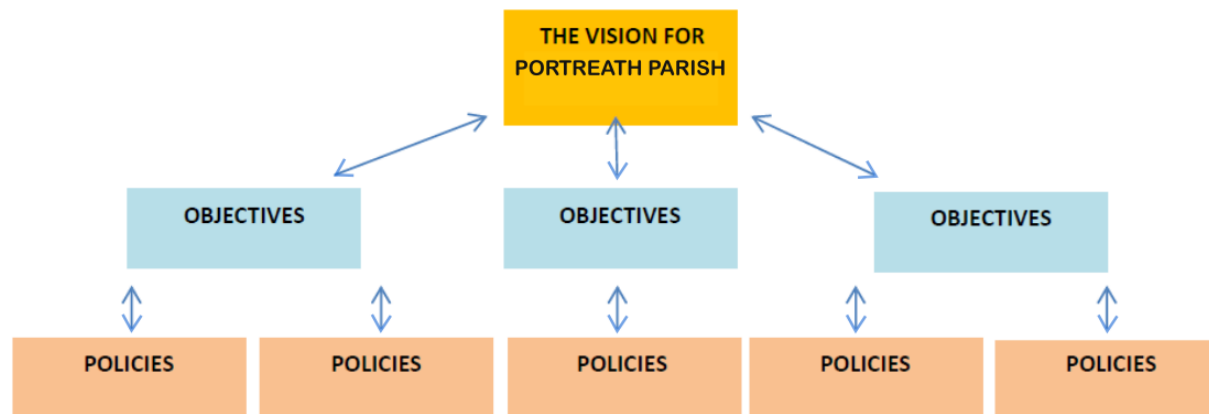 THE VISION FOR
PORTREATH PARISH
OBJECTIVES
OBJECTIVES
OBJECTIVES
POLICIES
POLICIES
POLICIES
POLICIES
POLICIES